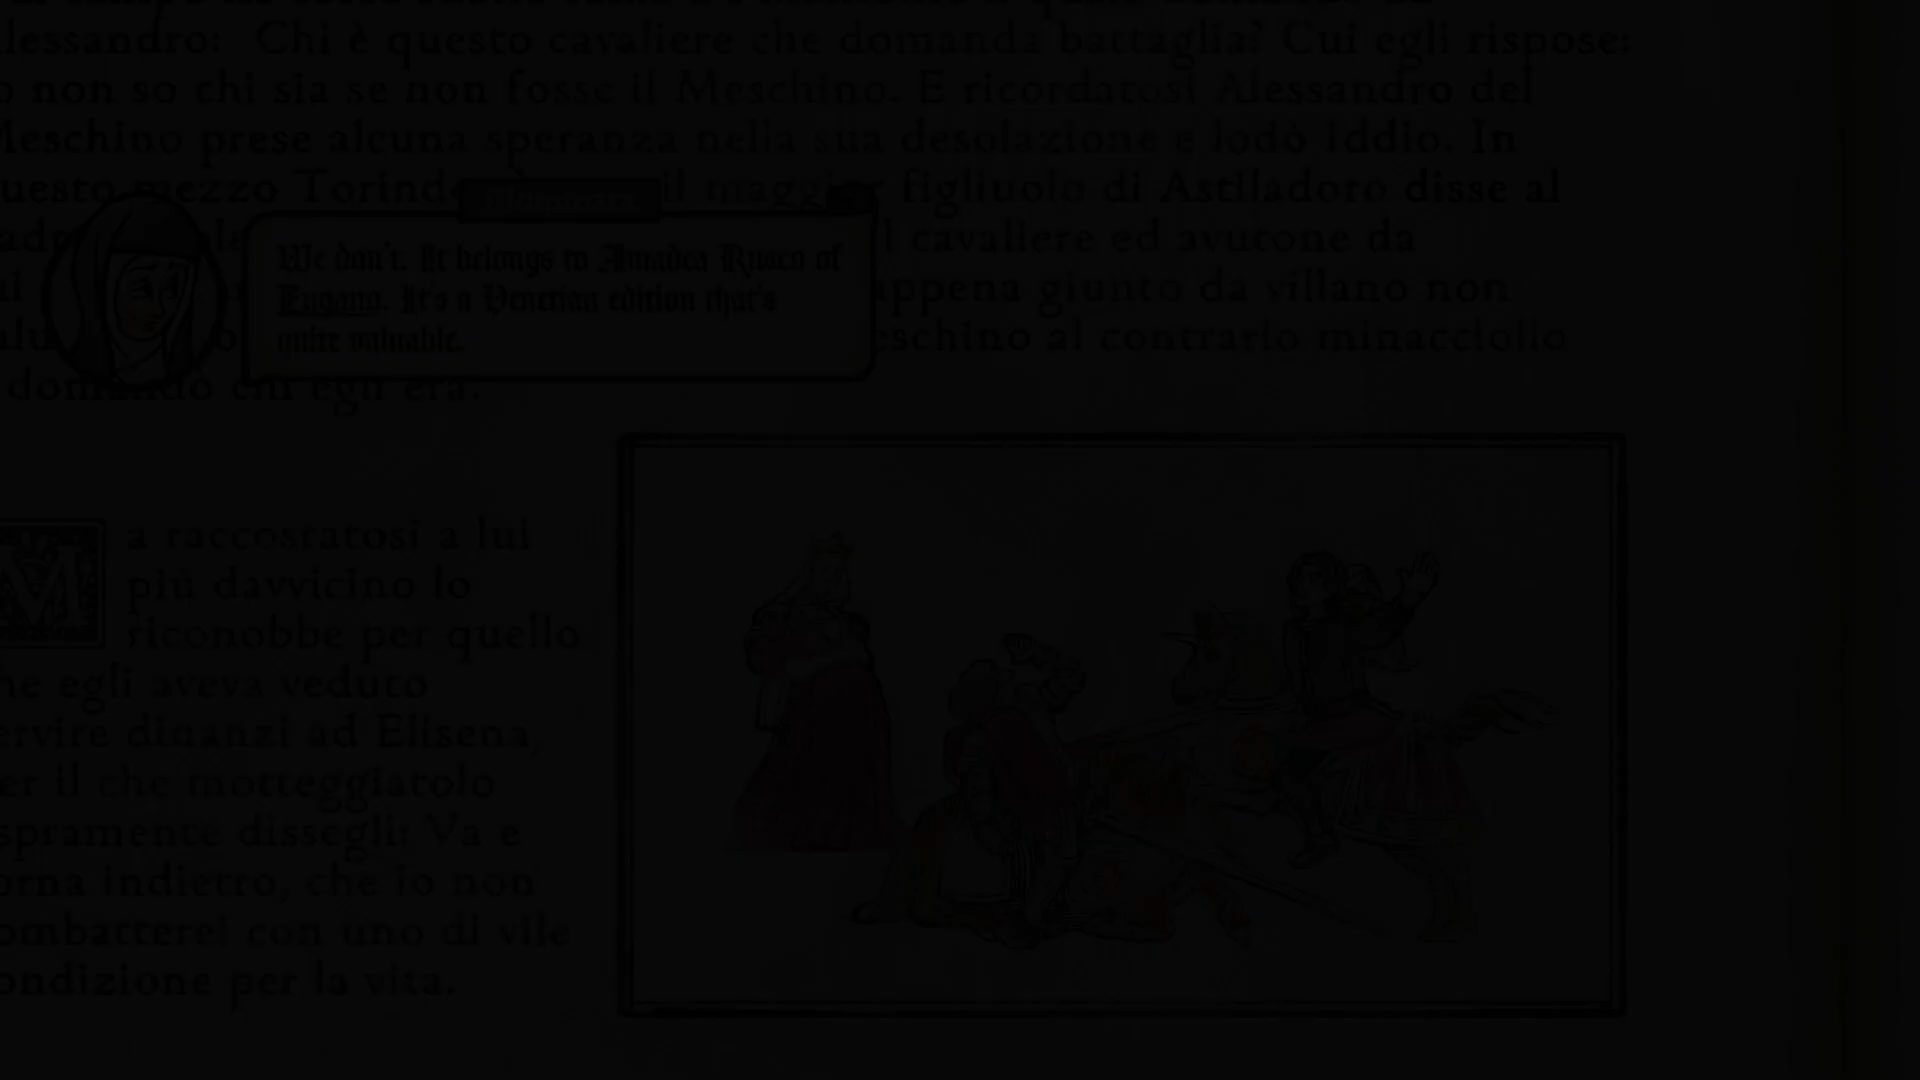 lessandro: Chi è questo cavaliere che domanda battaglia? Cui egli rispose:
o non so chi sia se non fosse il Meschino. E ricordatosi Alessandro del
Meschino prese alcuna speranza nella sua desolazione e lodò Iddio. In
uesto mezzo il maggior figliuolo di Astiladoro disse al
l cavaliere ed avutone da
ui appena giunto da villano non
eschino al contrario minacciollo
domando chi egli era.
We don't. It belongs to Amadea Rusco of
Lugano. It's a Venetian edition that's
quite valuable.
Ma raccostatosi a lui
più davvicino lo
riconobbe per quello
he egli aveva veduto
ervire dinanzi ad Elisena,
er il che motteggiatolo
spramente dissegli: Va e
orna indietro, che io non
ombatterei con uno di vile
ondizione per la vita.